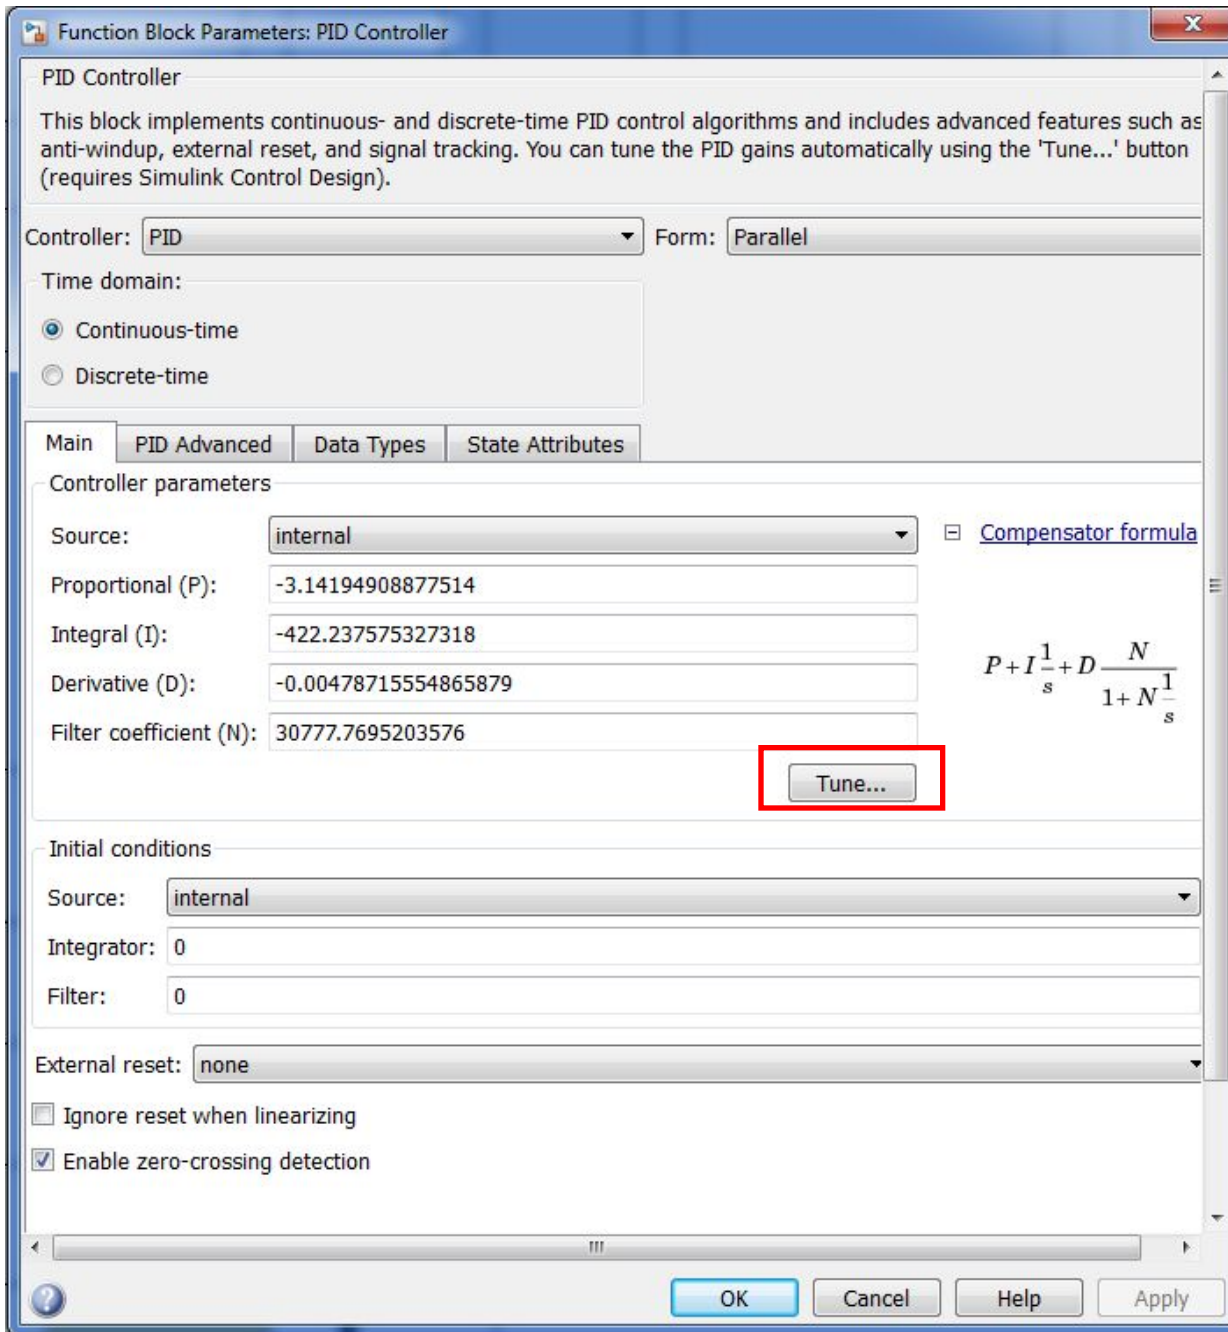 Function Block Parameters: PID Controller
PID Controller
This block implements continuous- and discrete-time PID control algorithms and includes advanced features such as
anti-windup, external reset, and signal tracking. You can tune the PID gains automatically using the 'Tune...' button
(requires Simulink Control Design).
Controller: PID Form: Parallel
Time domain:
Continuous-time
Discrete-time
Main PID Advanced Data Types State Attributes
Controller parameters
Source: internal Compensator formula
Proportional (P): -3.14194908877514
Integral (I): -422.237575327318
Derivative (D): -0.00478715554865879
Filter coefficient (N): 30777.7695203576
P + I 1/s + D N/(1 + N 1/s)
Tune...
Initial conditions
Source: internal
Integrator: 0
Filter: 0
External reset: none
Ignore reset when linearizing
Enable zero-crossing detection
OK Cancel Help Apply